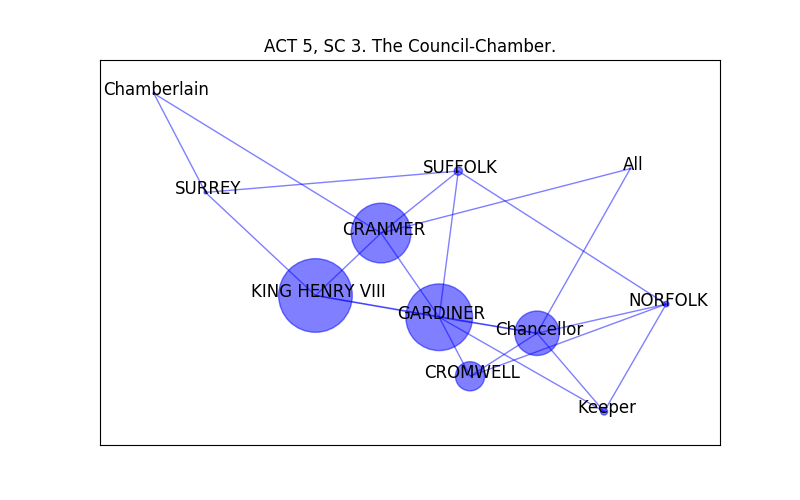 ACT 5, SC 3. The Council-Chamber.
Chamberlain
SUFFOLK
All
SURREY
CRANMER
KING HENRY VIII
NORFOLK
GARDINER
Chancellor
CROMWELL
Keeper